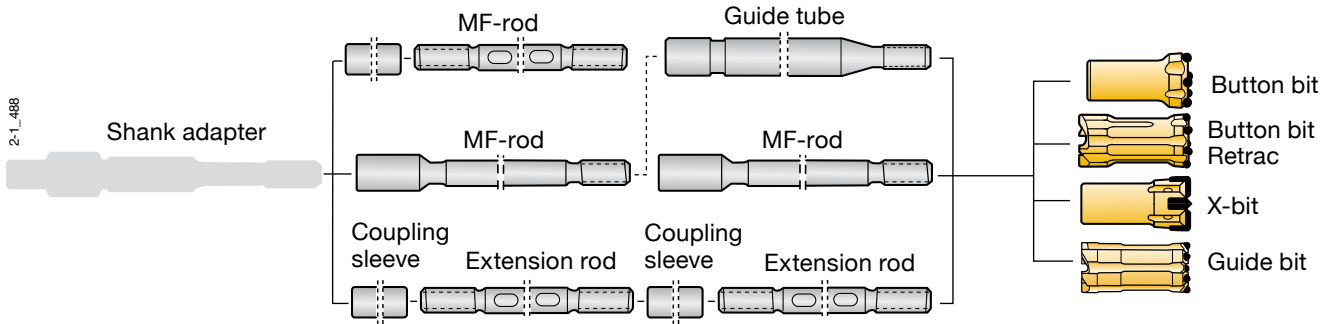 MF-rod
Guide tube
2-1_488
Shank adapter
MF-rod
MF-rod
Coupling
sleeve
Extension rod
Coupling
sleeve
Extension rod
Button bit
Button bit
Retrac
X-bit
Guide bit